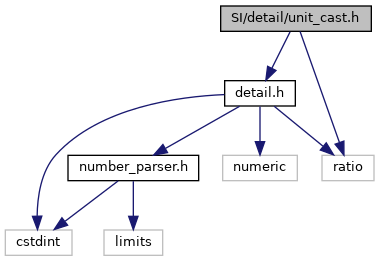 SI/detail/unit_cast.h
detail.h
number_parser.h
numeric
ratio
cstdint
limits